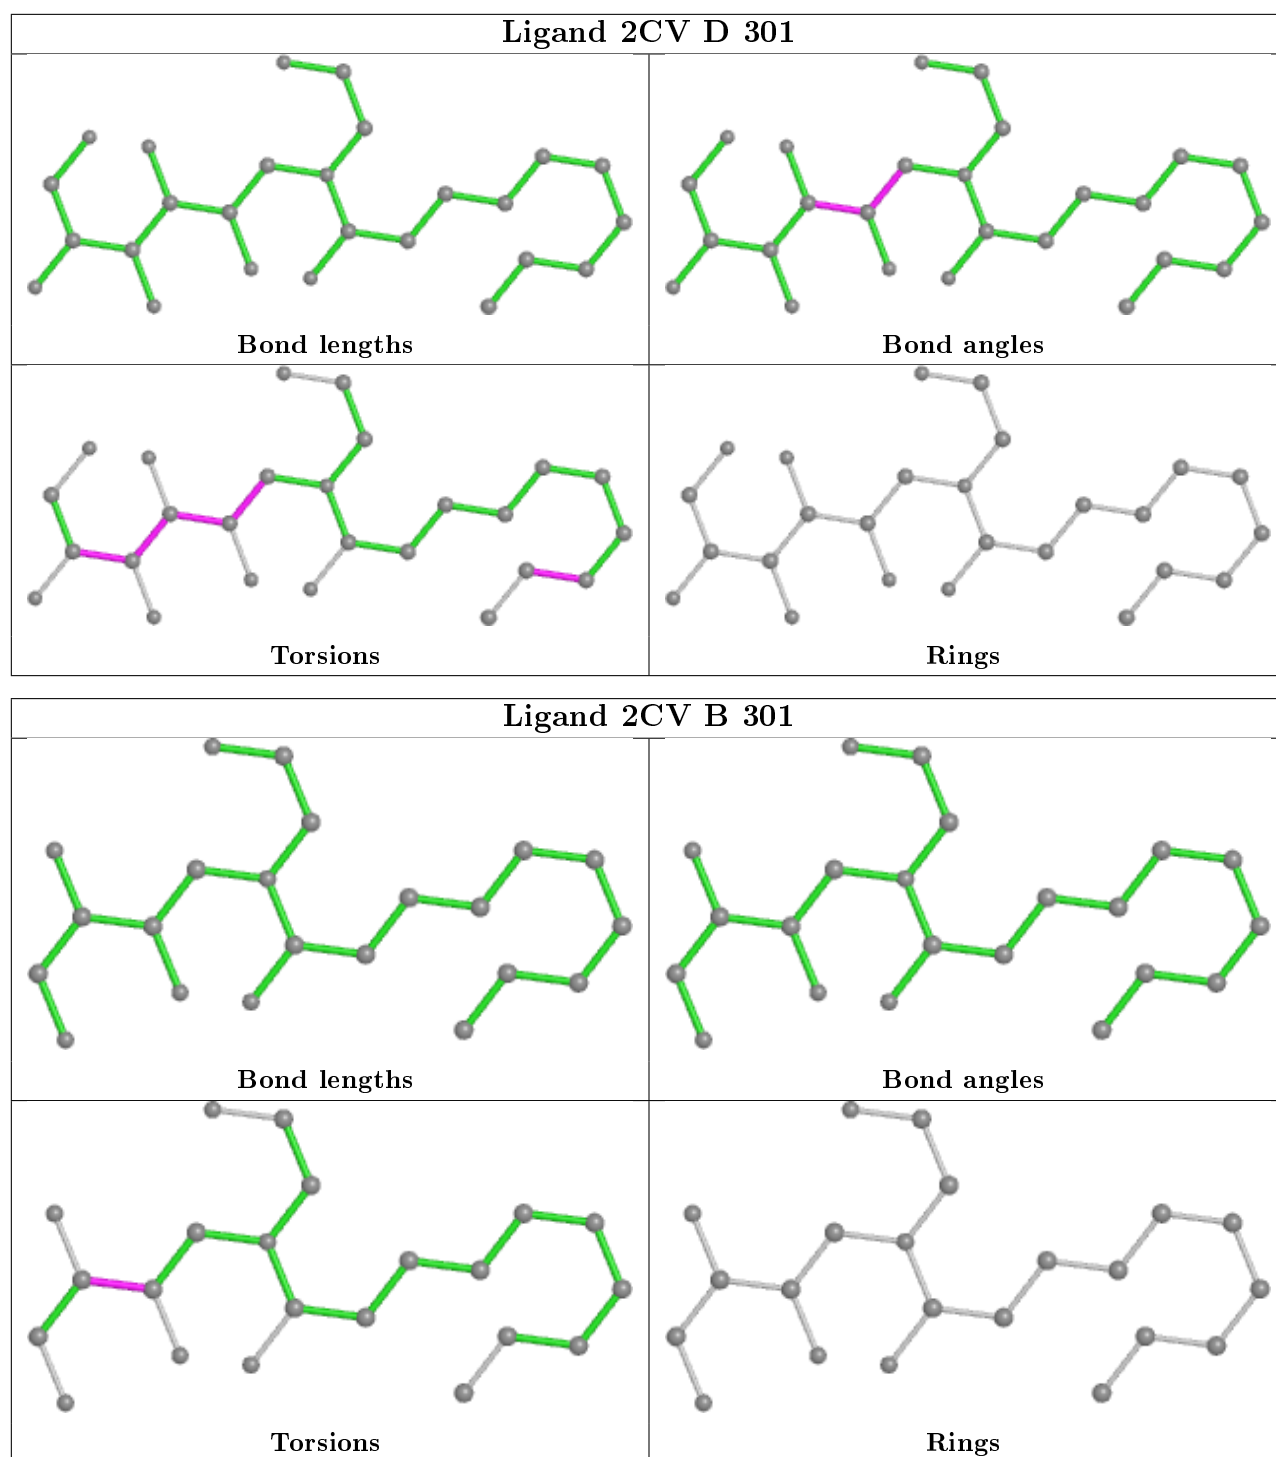 Ligand 2CV D 301
Bond lengths
Bond angles
Torsions
Rings
Ligand 2CV B 301
Bond lengths
Bond angles
Torsions
Rings